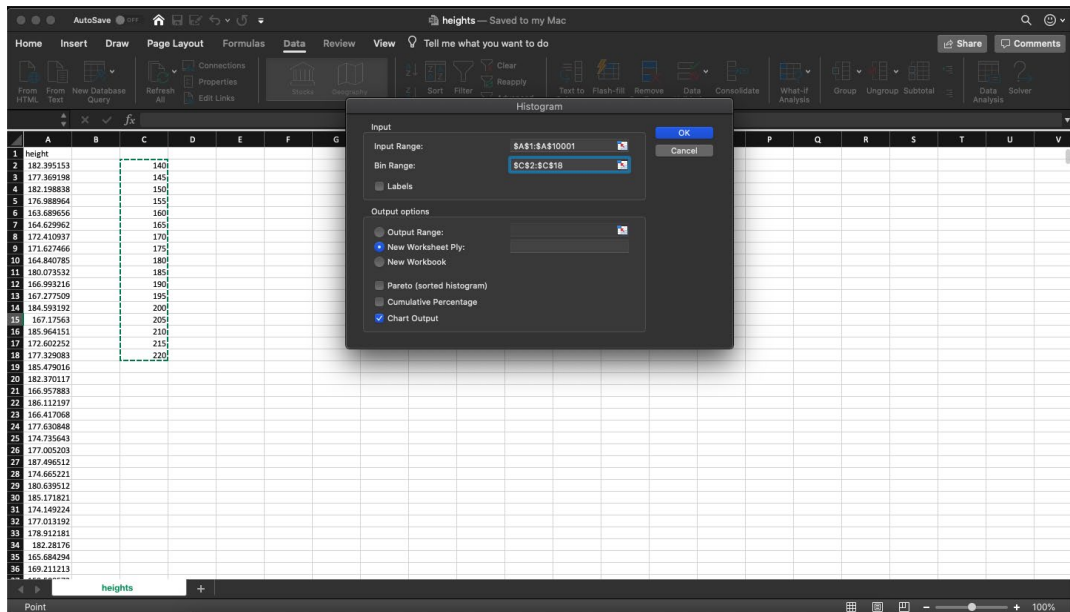 AutoSave OFF heights — Saved to my Mac
Home Insert Draw Page Layout Formulas Data Review View Tell me what you want to do Share Comments
Connections Clear
Properties Reapply
Edit Links
From HTML From Text New Database Query Refresh All Stocks Geography Sort Filter Text to Flash-fill Remove Data Consolidate What-if Analysis Group Ungroup Subtotal Data Analysis Solver
fx
Histogram
Input
Input Range: $A$1:$A$10001
Bin Range: $C$2:$C$18
Labels
OK
Cancel
Output options
Output Range:
New Worksheet Ply:
New Workbook
Pareto (sorted histogram)
Cumulative Percentage
Chart Output
A B C D E F G P Q R S T U V
1 height
2 182.395153 140
3 177.369198 145
4 182.198838 150
5 176.988964 155
6 163.689656 160
7 164.629962 165
8 172.410937 170
9 171.627466 175
10 164.840785 180
11 180.073532 185
12 166.993216 190
13 167.277509 195
14 184.593192 200
15 167.17563 205
16 185.964151 210
17 172.602252 215
18 177.329083 220
19 185.479016
20 182.370117
21 166.957883
22 186.112197
23 166.417068
24 177.630848
25 174.735643
26 177.005203
27 187.496512
28 174.665221
29 180.639512
30 185.171821
31 174.149224
32 177.013192
33 178.912181
34 182.28176
35 165.684294
36 169.211213
heights +
Point 100%